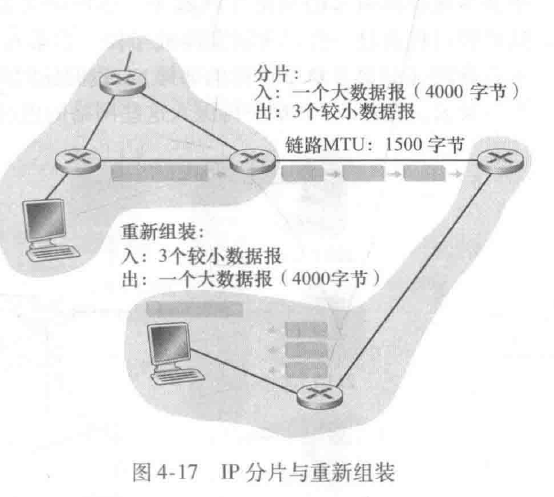 分片：
入：一个大数据报（4000 字节）
出：3个较小数据报
链路MTU：1500 字节
重新组装：
入：3个较小数据报
出：一个大数据报（4000字节）
图 4-17 IP 分片与重新组装